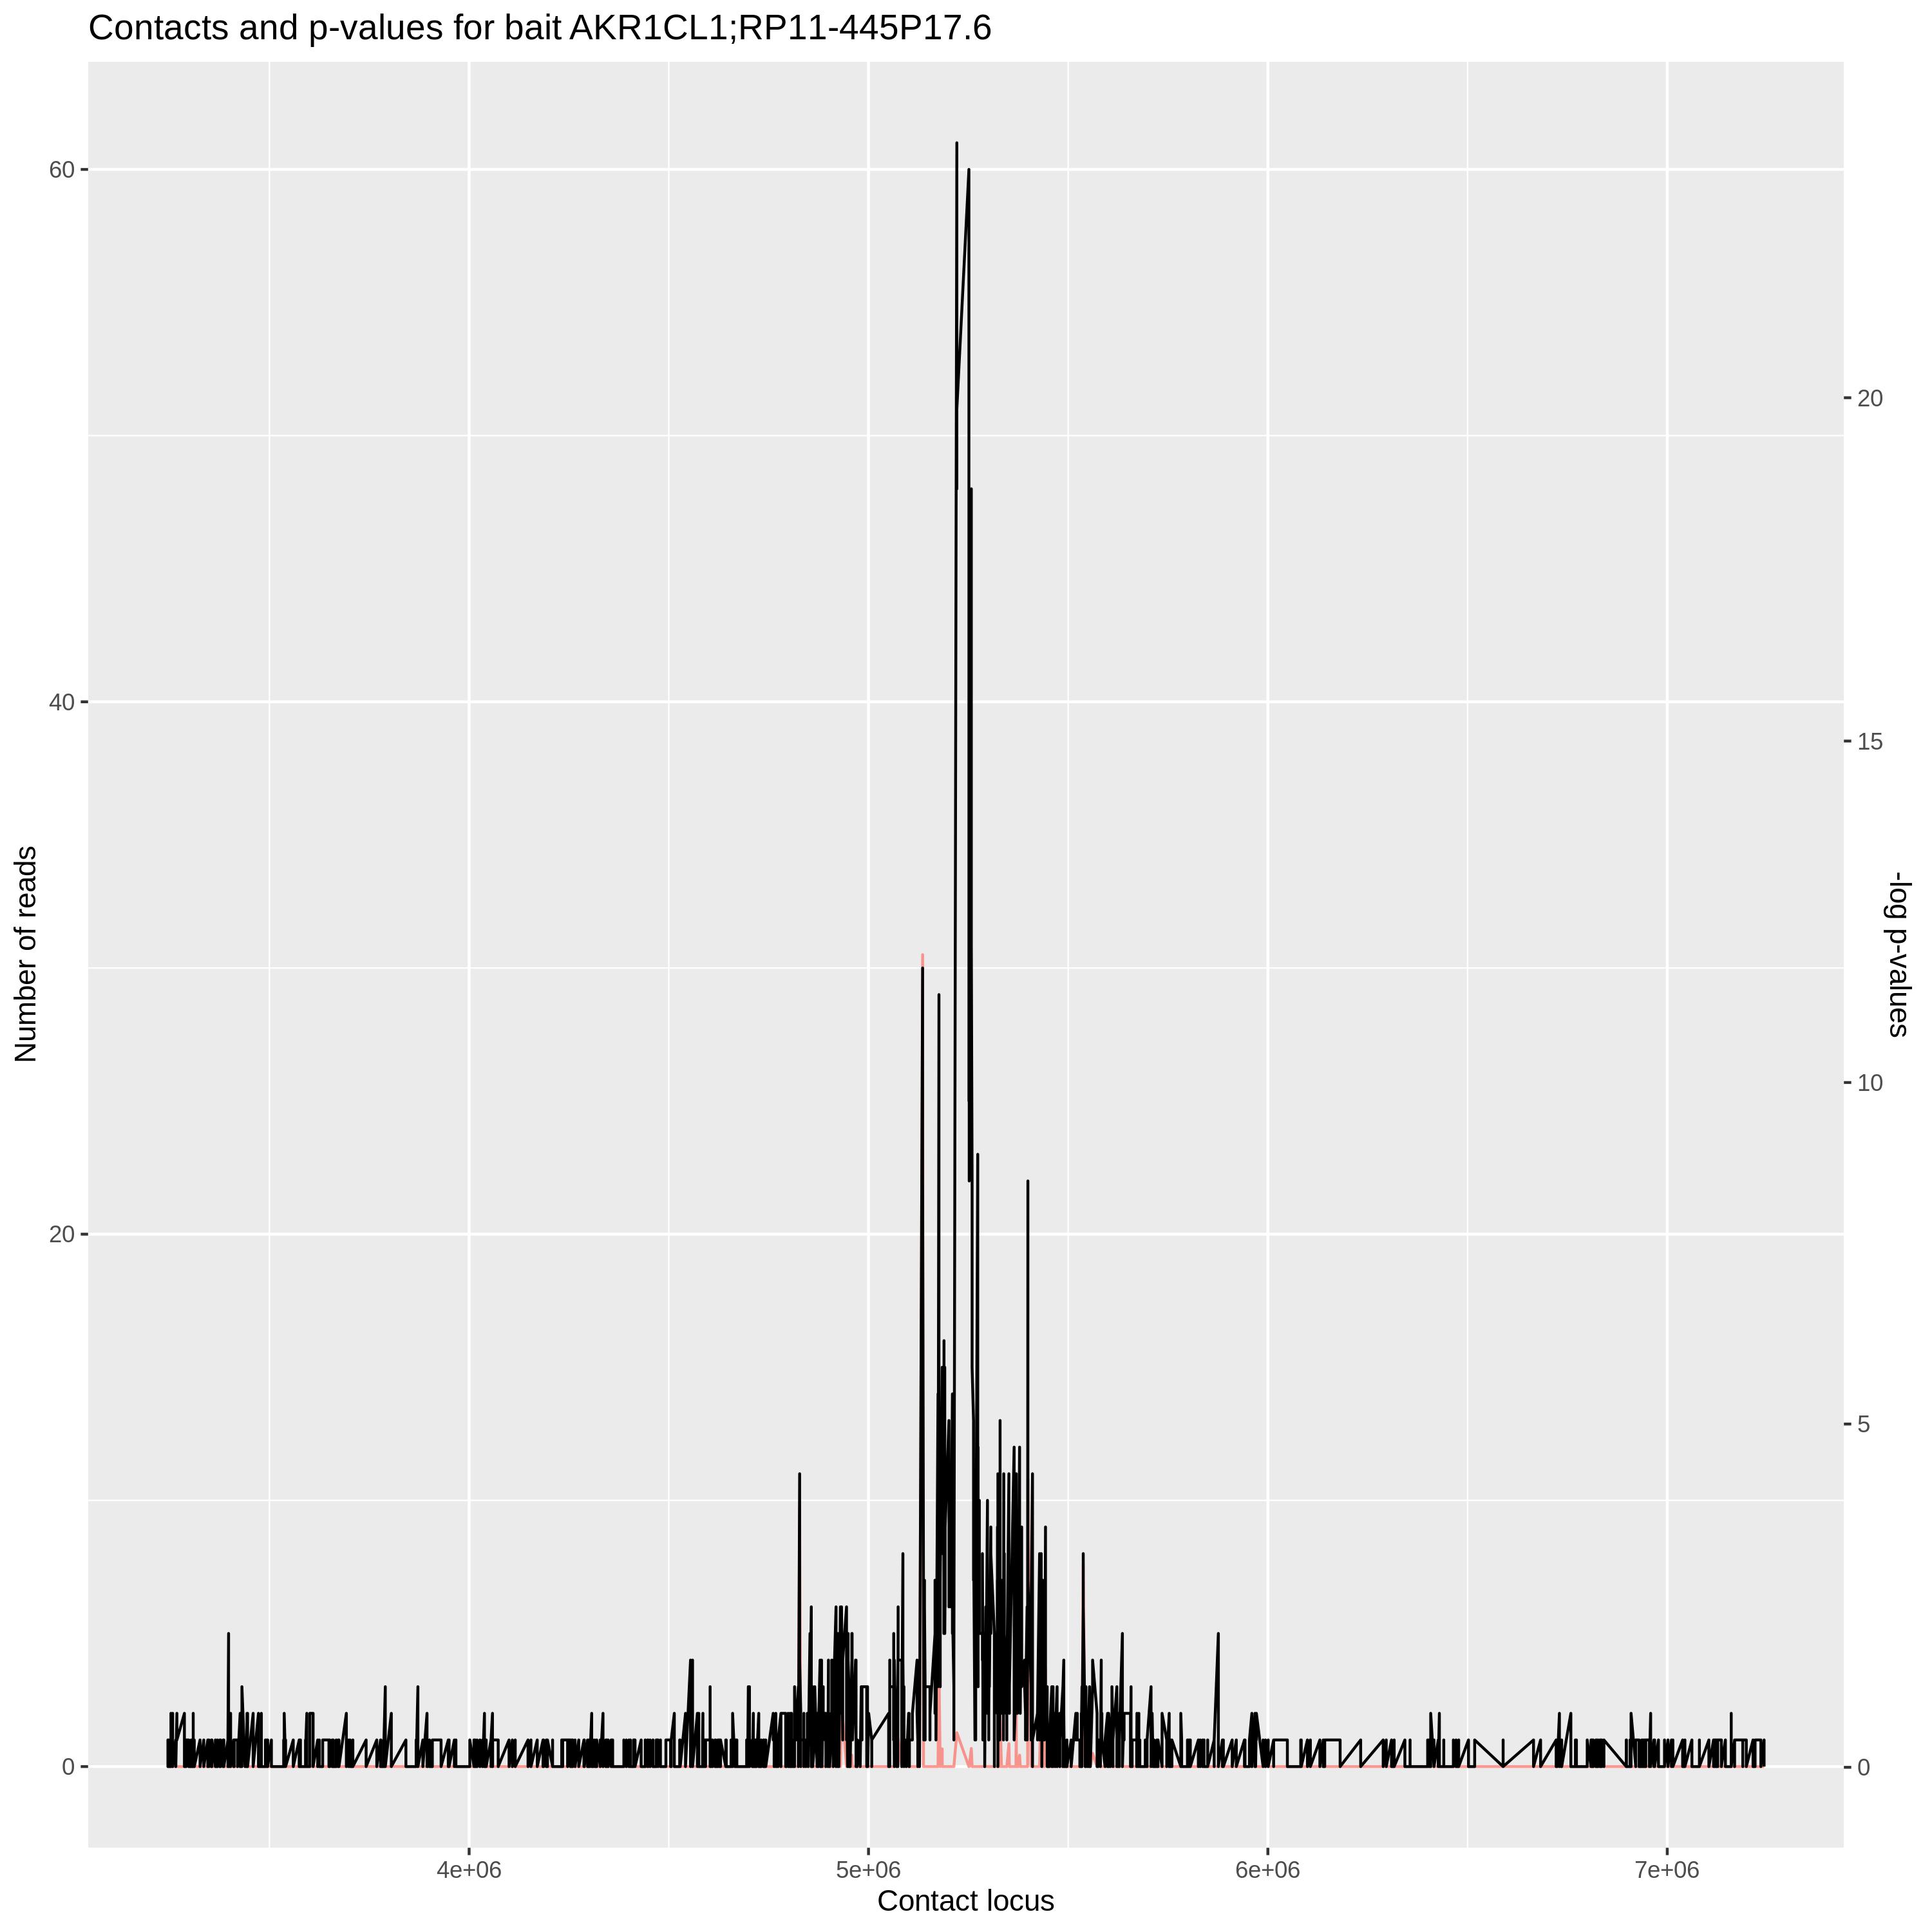 Contacts and p-values for bait AKR1CL1;RP11-445P17.6
60
40
20
0
Number of reads
20
15
10
5
0
-log p-values
4e+06
5e+06
6e+06
7e+06
Contact locus